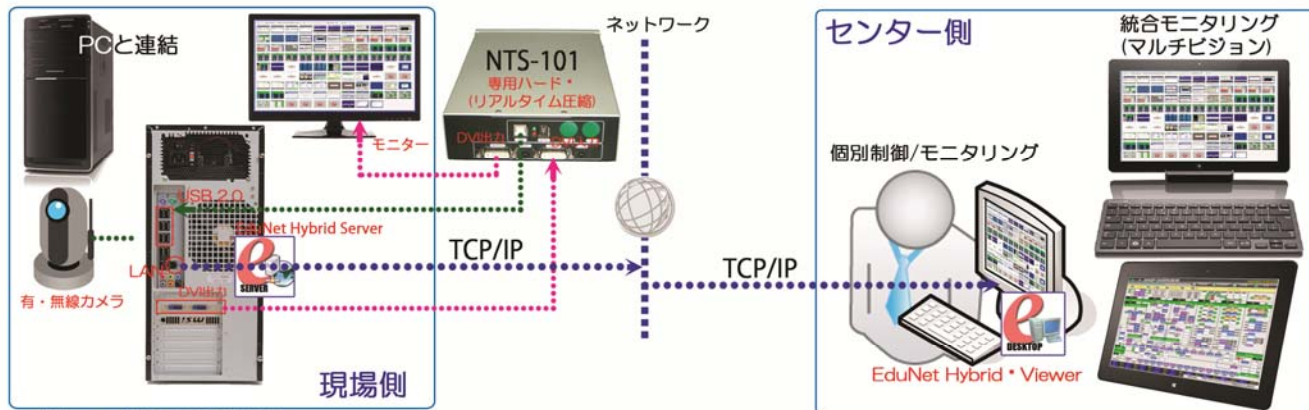 PCと連結
モニター
NTS-101
専用ハード・
(リアルタイム圧縮)
DVI出力
ネットワーク
センター側
統合モニタリング
(マルチビジョン)
個別制御/モニタリング
USB 2.0
EduNet Hybrid Server
LAN
e
SERVER
TCP/IP
TCP/IP
有・無線カメラ
DVI出力
現場側
e
DESKTOP
EduNet Hybrid・Viewer